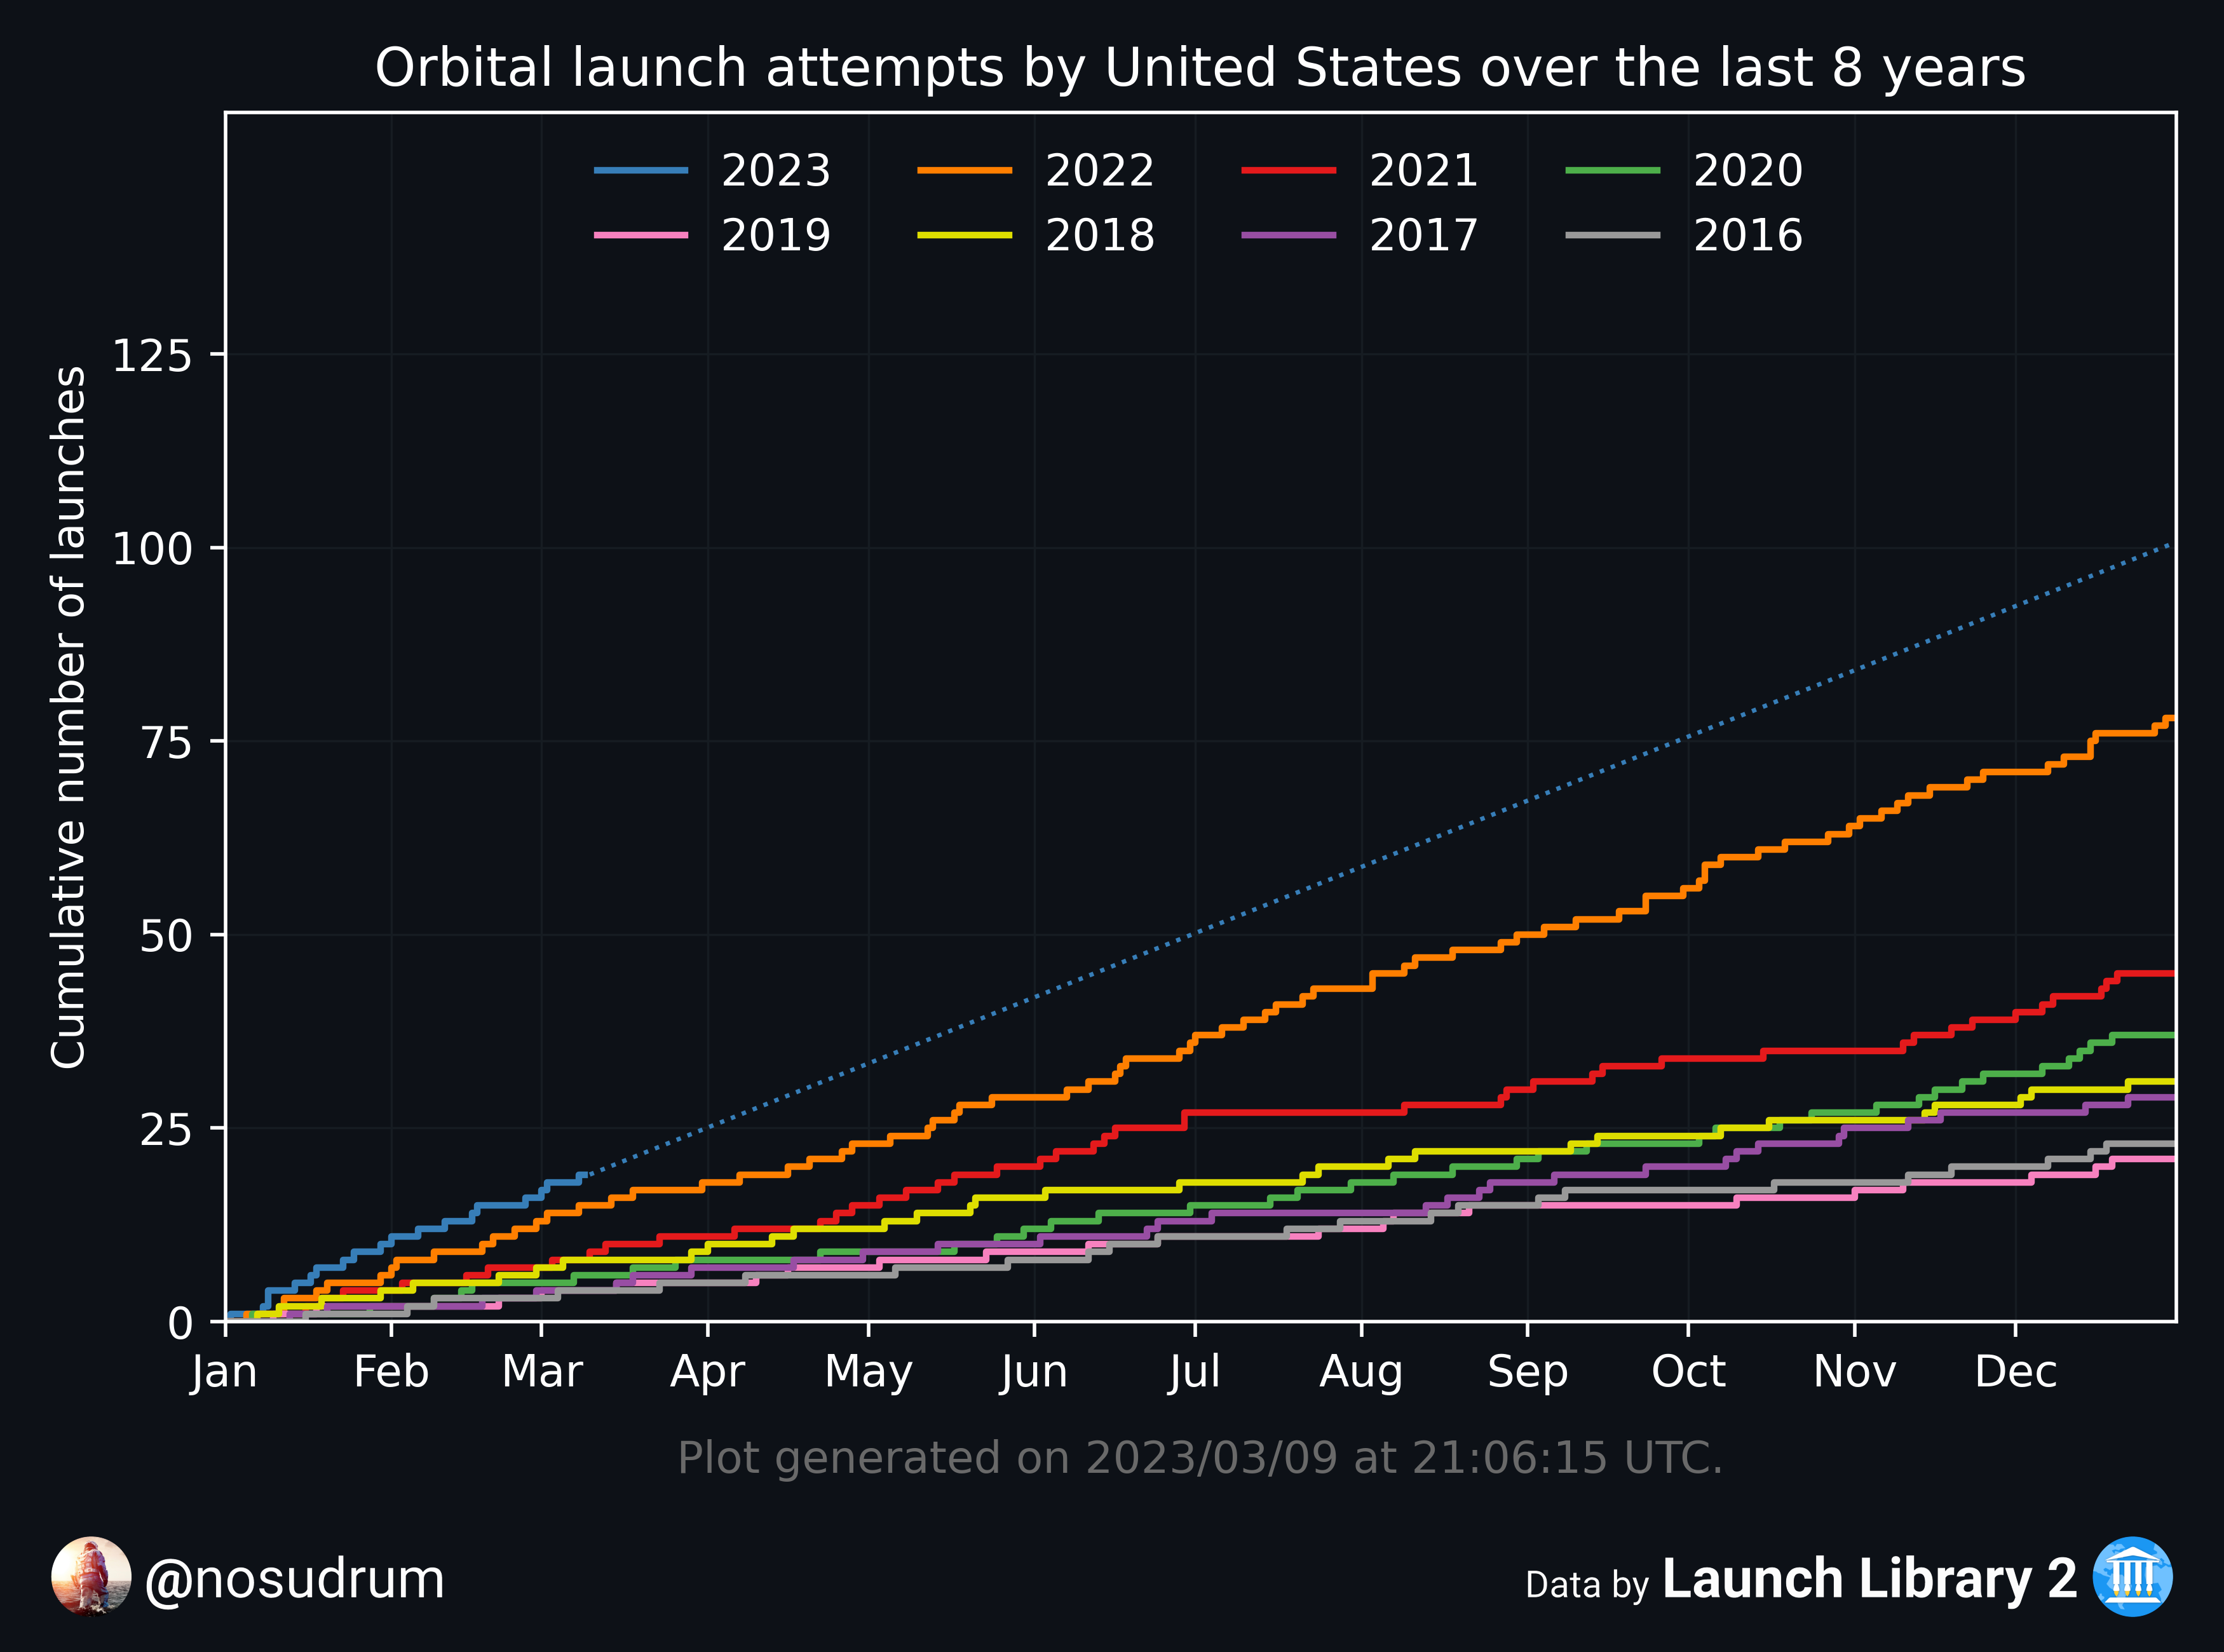 Orbital launch attempts by United States over the last 8 years
2023 2022 2021 2020
2019 2018 2017 2016
Cumulative number of launches
125
100
75
50
25
0
Jan Feb Mar Apr May Jun Jul Aug Sep Oct Nov Dec
Plot generated on 2023/03/09 at 21:06:15 UTC.
@nosudrum
Data by Launch Library 2